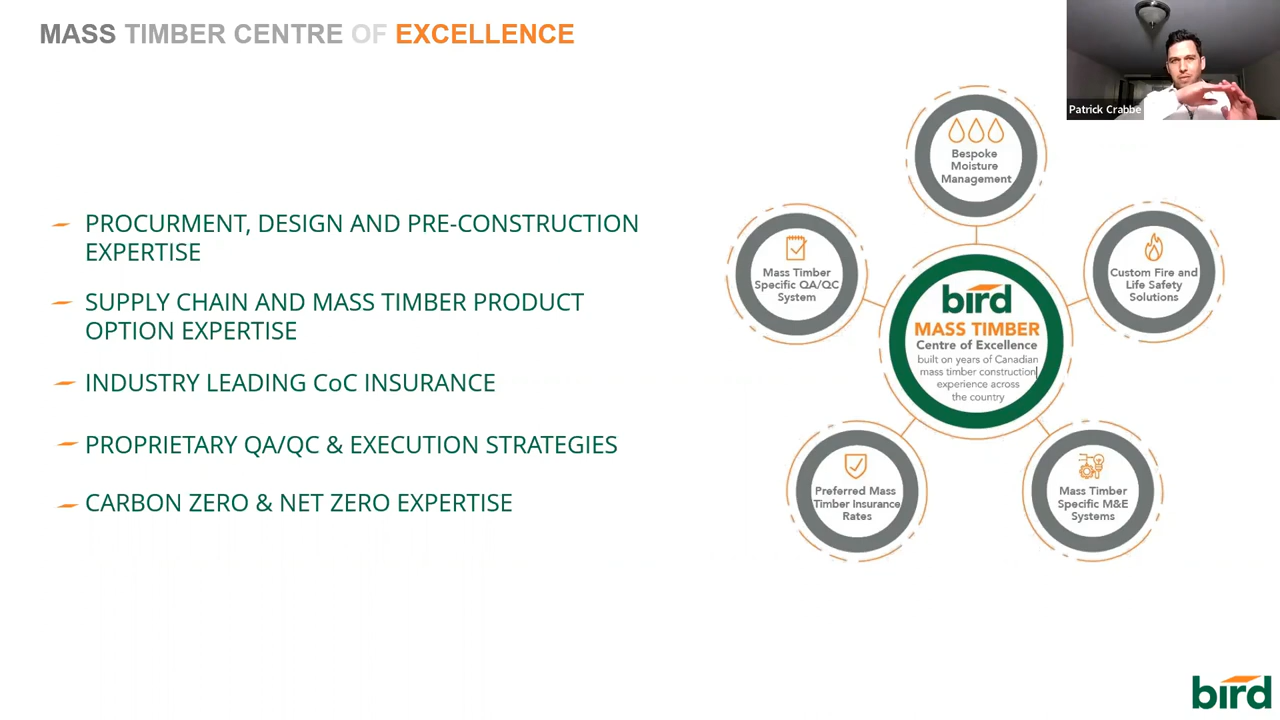 MASS TIMBER CENTRE OF EXCELLENCE
Patrick Crabbe
PROCURMENT, DESIGN AND PRE-CONSTRUCTION
EXPERTISE
SUPPLY CHAIN AND MASS TIMBER PRODUCT
OPTION EXPERTISE
INDUSTRY LEADING CoC INSURANCE
PROPRIETARY QA/QC & EXECUTION STRATEGIES
CARBON ZERO & NET ZERO EXPERTISE
Bespoke
Moisture
Management
Mass Timber
Specific QA/QC
System
Custom Fire and
Life Safety
Solutions
bird
MASS TIMBER
Centre of Excellence
built on years of Canadian
mass timber construction
experience across
the country
Preferred Mass
Timber Insurance
Rates
Mass Timber
Specific M&E
Systems
bird